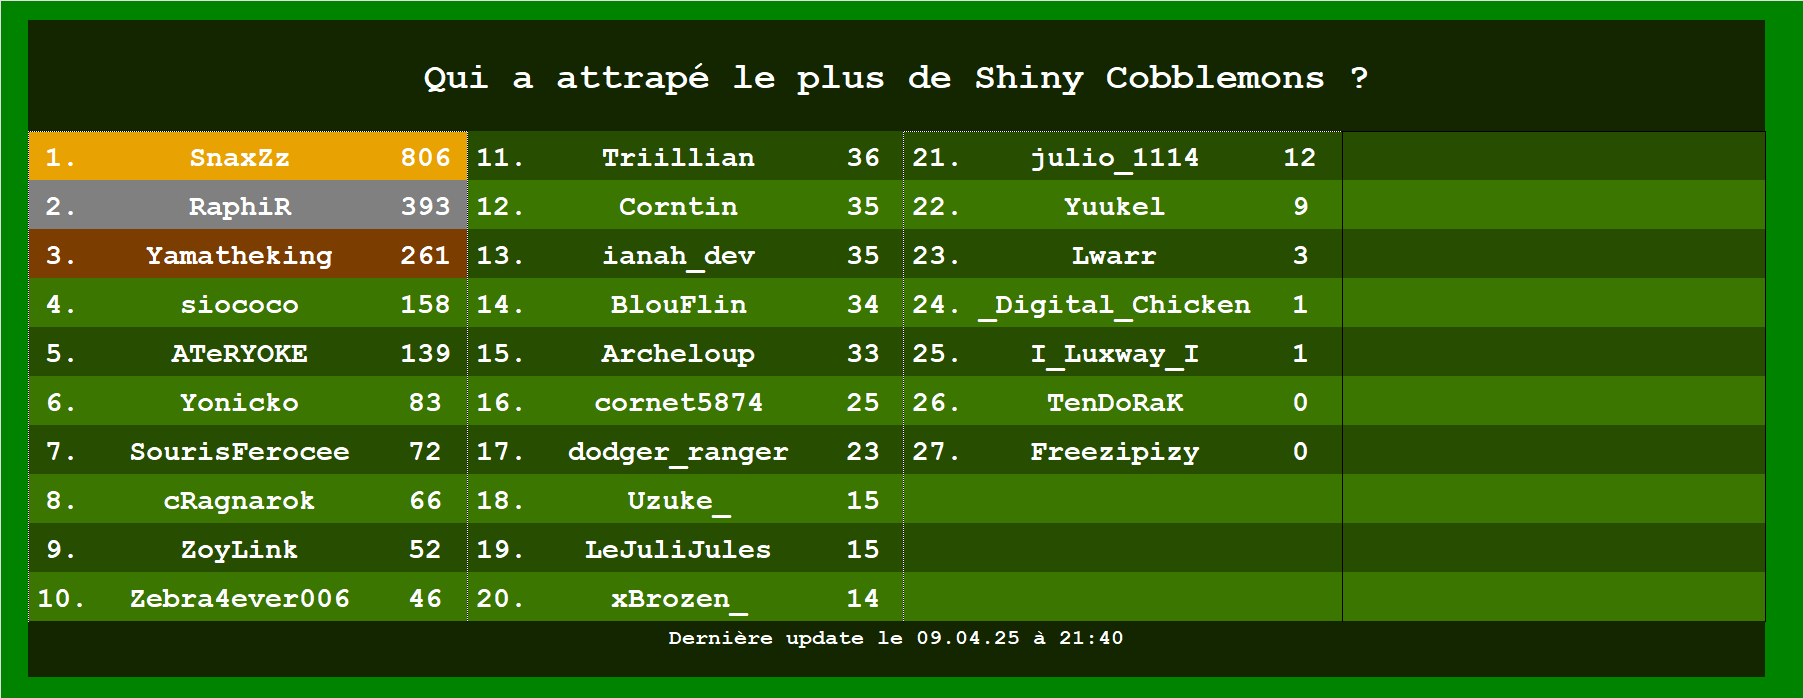 Qui a attrapé le plus de Shiny Cobblemons ?
1. SnaxZz 806
2. RaphiR 393
3. Yamatheking 261
4. siococo 158
5. ATeRYOKE 139
6. Yonicko 83
7. SourisFerocee 72
8. cRagnarok 66
9. ZoyLink 52
10. Zebra4ever006 46
11. Triillian 36
12. Corntin 35
13. ianah_dev 35
14. BlouFlin 34
15. Archeloup 33
16. cornet5874 25
17. dodger_ranger 23
18. Uzuke_ 15
19. LeJuliJules 15
20. xBrozen_ 14
21. julio_1114 12
22. Yuukel 9
23. Lwarr 3
24. _Digital_Chicken 1
25. I_Luxway_I 1
26. TenDoRaK 0
27. Freezipizy 0
Dernière update le 09.04.25 à 21:40